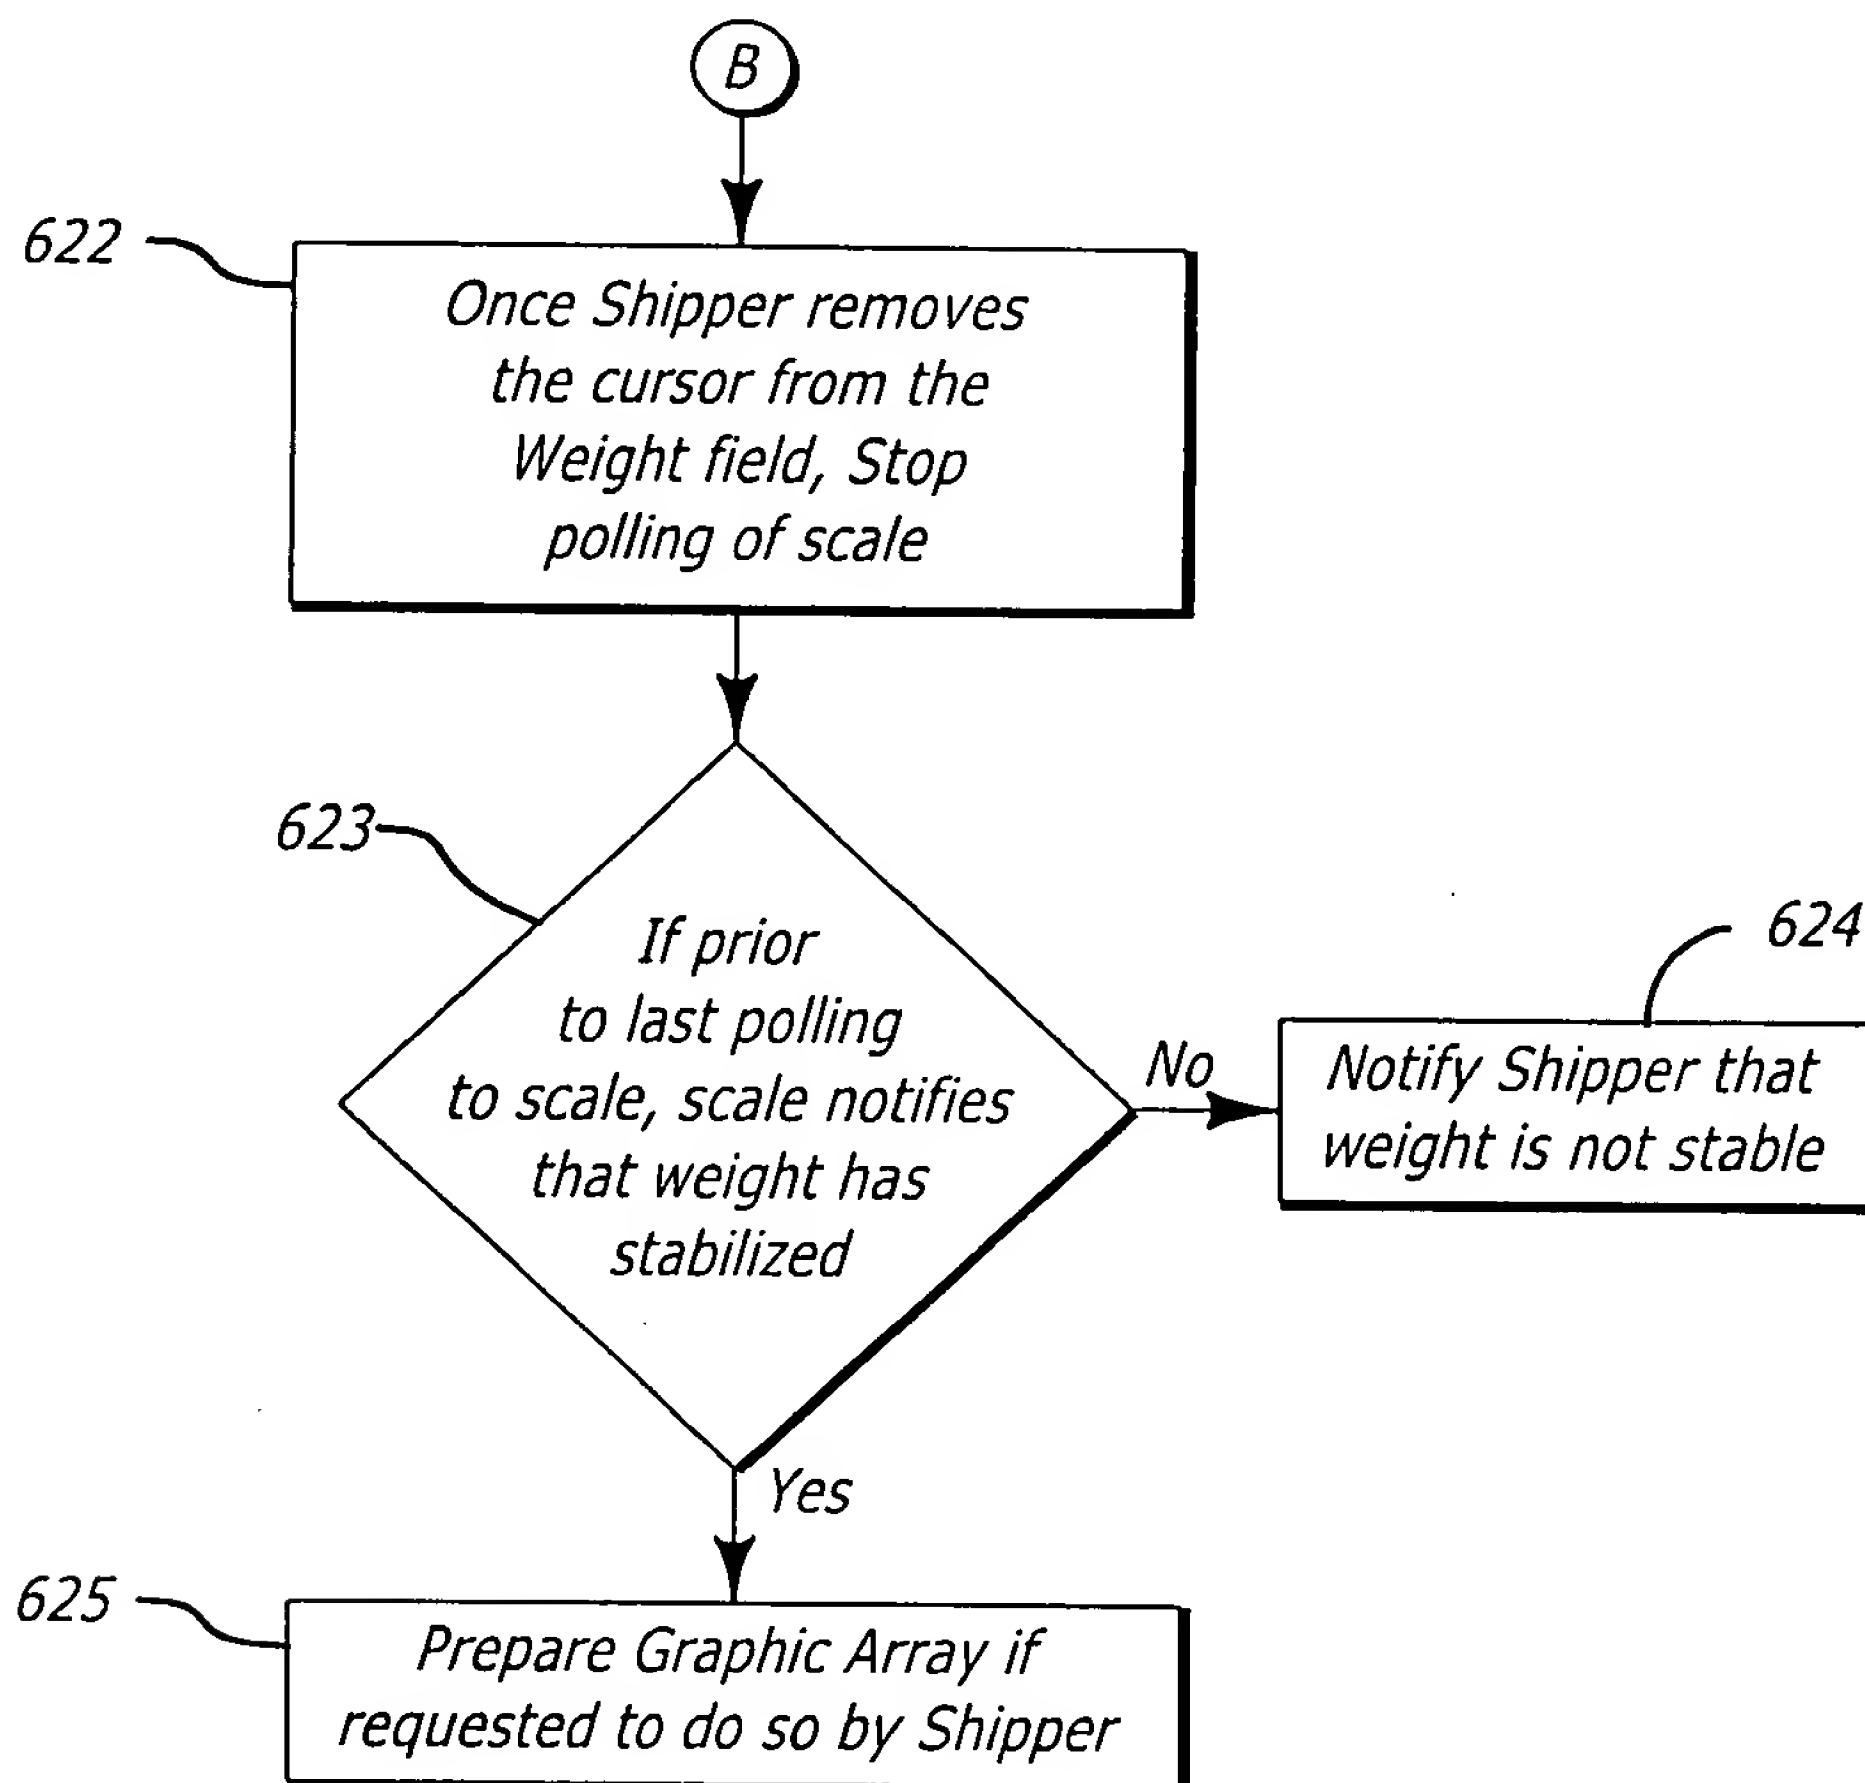 B
622
Once Shipper removes
the cursor from the
Weight field, Stop
polling of scale
623
If prior
to last polling
to scale, scale notifies
that weight has
stabilized
No
624
Notify Shipper that
weight is not stable
Yes
625
Prepare Graphic Array if
requested to do so by Shipper